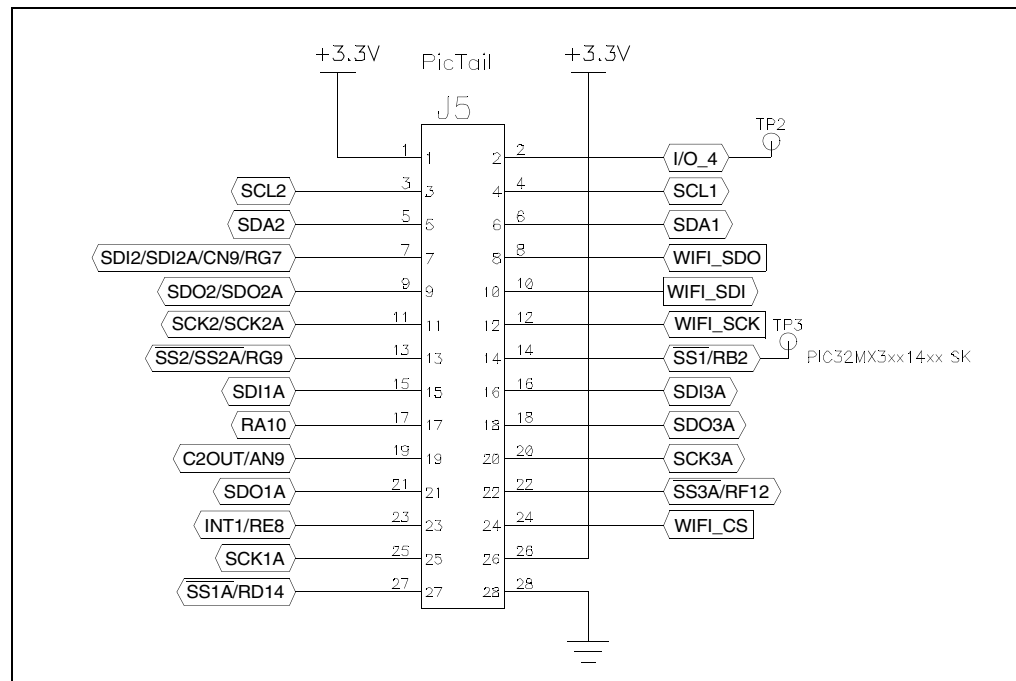 +3.3V PicTail +3.3V
J5
TP2
1 1 2 2 I/O_4
SCL2 3 3 4 4 SCL1
SDA2 5 5 6 6 SDA1
SDI2/SDI2A/CN9/RG7 7 7 8 8 WIFI_SDO
SDO2/SDO2A 9 9 10 10 WIFI_SDI
SCK2/SCK2A 11 11 12 12 WIFI_SCK
TP3
SS2/SS2A/RG9 13 13 14 14 SS1/RB2 PIC32MX3xx14xx SK
SDI1A 15 15 16 16 SDI3A
RA10 17 17 18 18 SDO3A
C2OUT/AN9 19 19 20 20 SCK3A
SDO1A 21 21 22 22 SS3A/RF12
INT1/RE8 23 23 24 24 WIFI_CS
SCK1A 25 25 26 26
SS1A/RD14 27 27 28 28